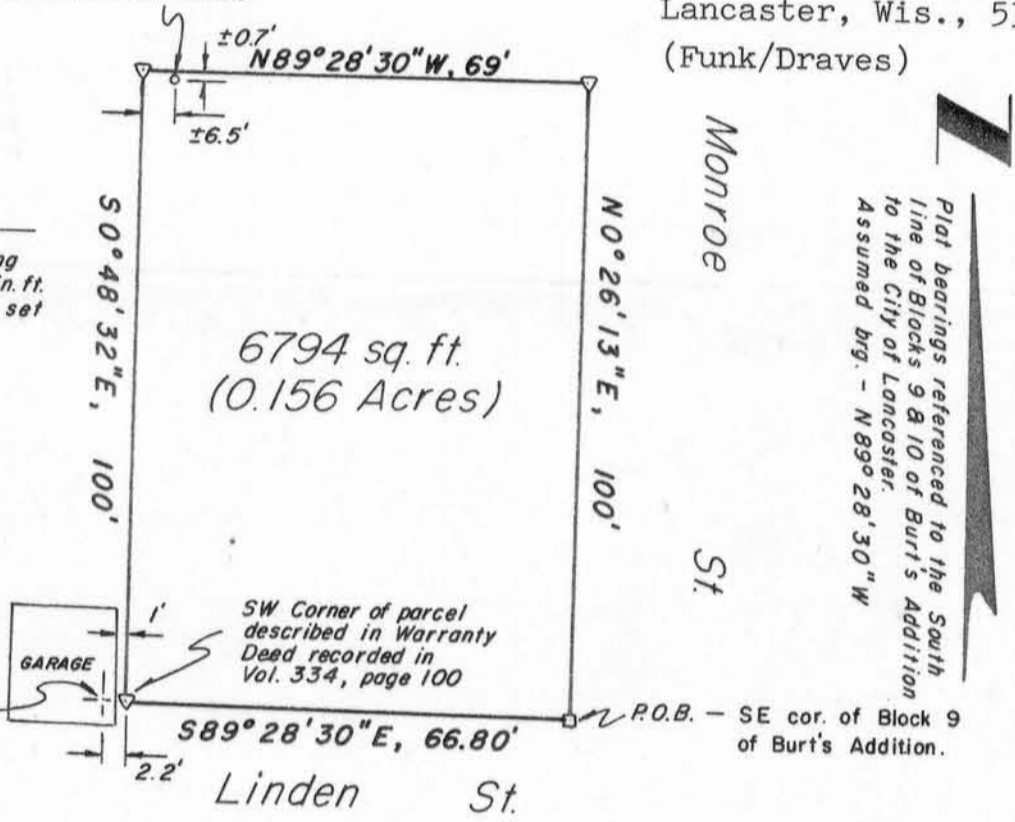 Lancaster, Wis.,
(Funk/Draves)
±0.7'
N89°28'30"W, 69'
±6.5'
Monroe St.
Plat bearings referenced to the South
line of Blocks 9 & 10 of Burt's Addition
to the City of Lancaster.
Assumed brg. - N89°28'30"W
S0°48'32"E, 100'
N0°26'13"E, 100'
in. ft.
set
6794 sq. ft.
(0.156 Acres)
1'
SW Corner of parcel
described in Warranty
Deed recorded in
Vol. 334, page 100
GARAGE
P.O.B. — SE cor. of Block 9
of Burt's Addition.
S89°28'30"E, 66.80'
2.2'
Linden St.